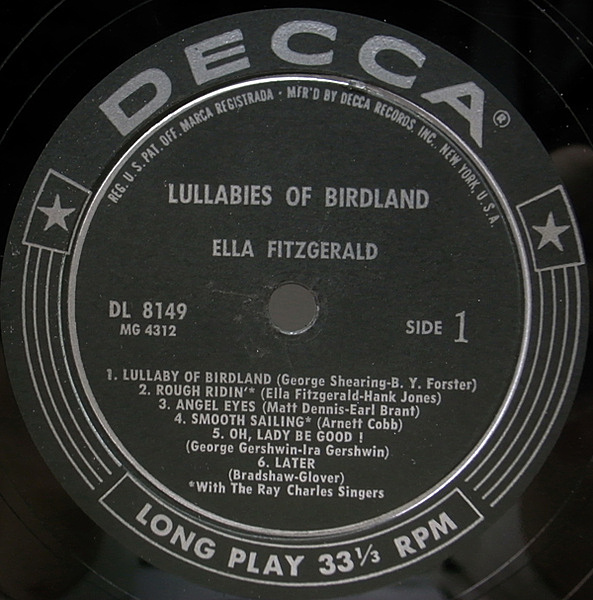 DECCA®
REG. U.S. PAT. OFF. MARCA REGISTRADA · MFR'D BY DECCA RECORDS, INC., NEW YORK, U.S.A.
LULLABIES OF BIRDLAND
ELLA FITZGERALD
DL 8149
MG 4312
SIDE 1
1. LULLABY OF BIRDLAND (George Shearing-B. Y. Forster)
2. ROUGH RIDIN'* (Ella Fitzgerald-Hank Jones)
3. ANGEL EYES (Matt Dennis-Earl Brant)
4. SMOOTH SAILING* (Arnett Cobb)
5. OH, LADY BE GOOD !
(George Gershwin-Ira Gershwin)
6. LATER
(Bradshaw-Glover)
*With The Ray Charles Singers
LONG PLAY 33⅓ RPM